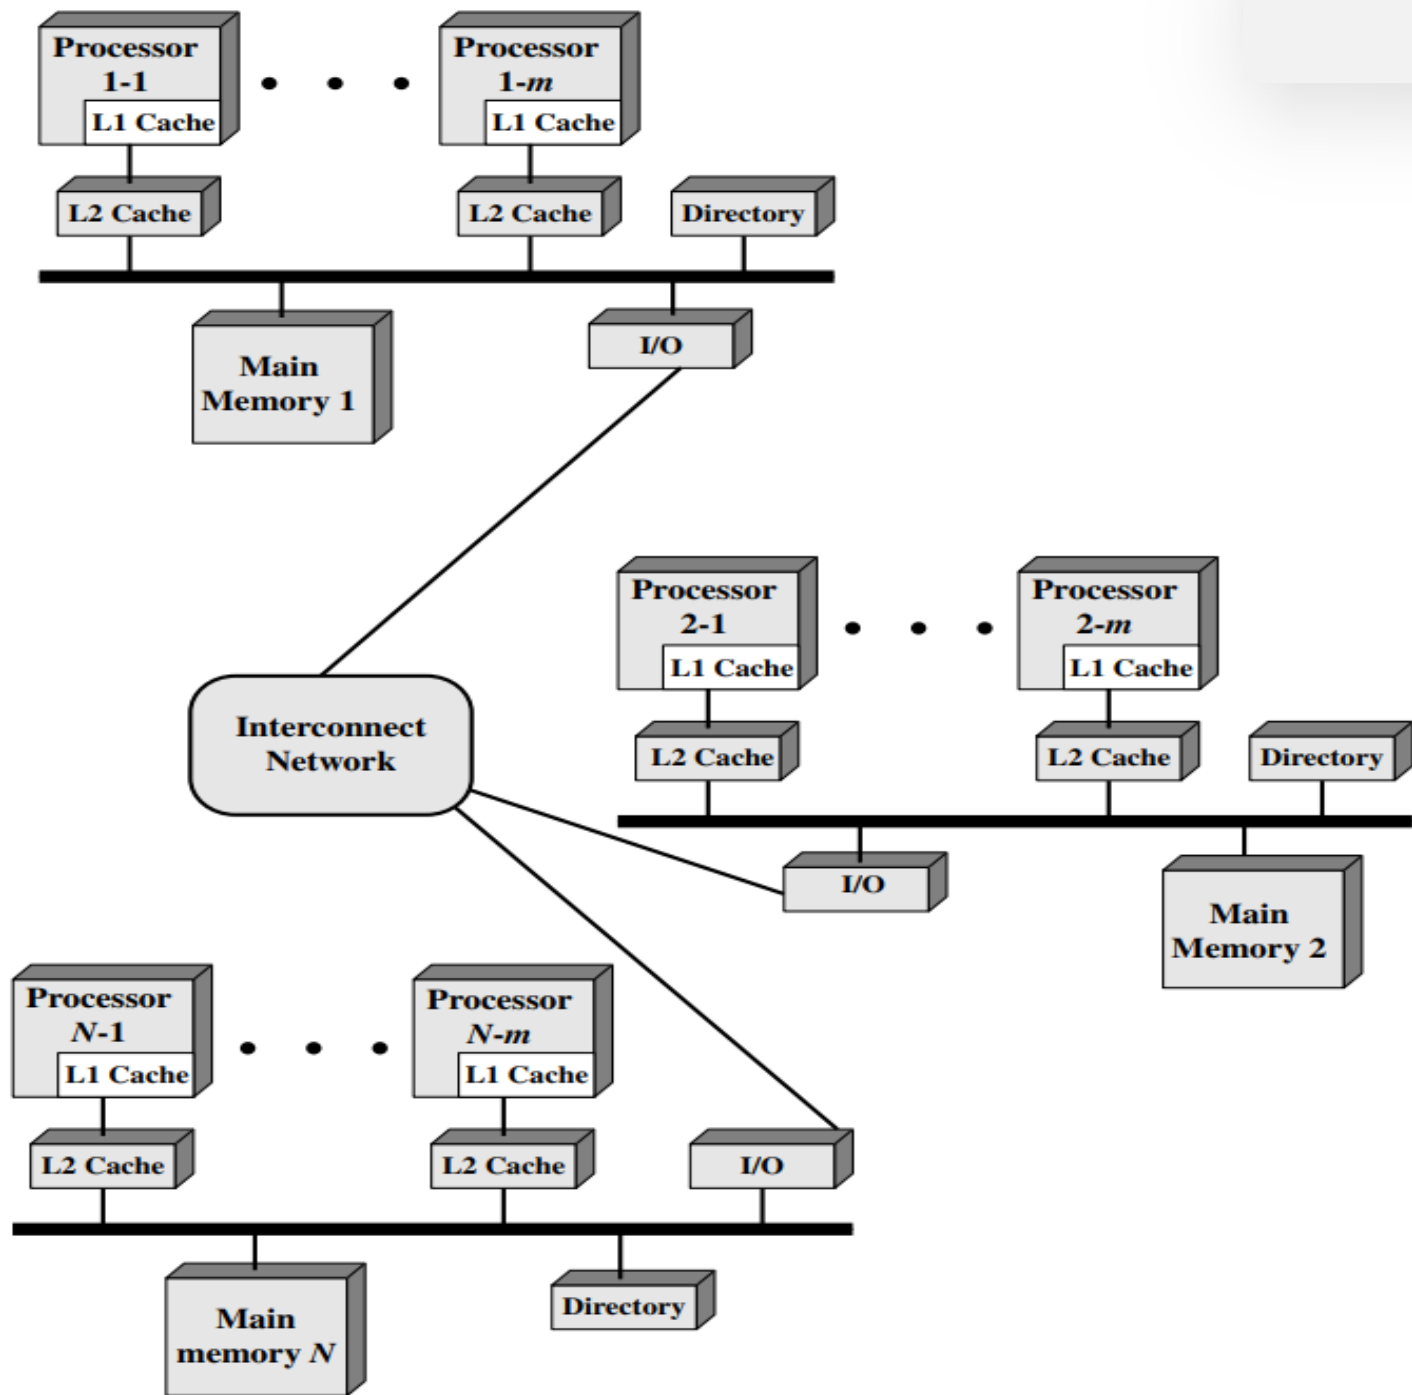 Processor
1-1
L1 Cache
Processor
1-m
L1 Cache
L2 Cache
L2 Cache
Directory
Main
Memory 1
I/O
Processor
2-1
L1 Cache
Processor
2-m
L1 Cache
Interconnect
Network
L2 Cache
L2 Cache
Directory
I/O
Main
Memory 2
Processor
N-1
L1 Cache
Processor
N-m
L1 Cache
L2 Cache
L2 Cache
I/O
Main
memory N
Directory